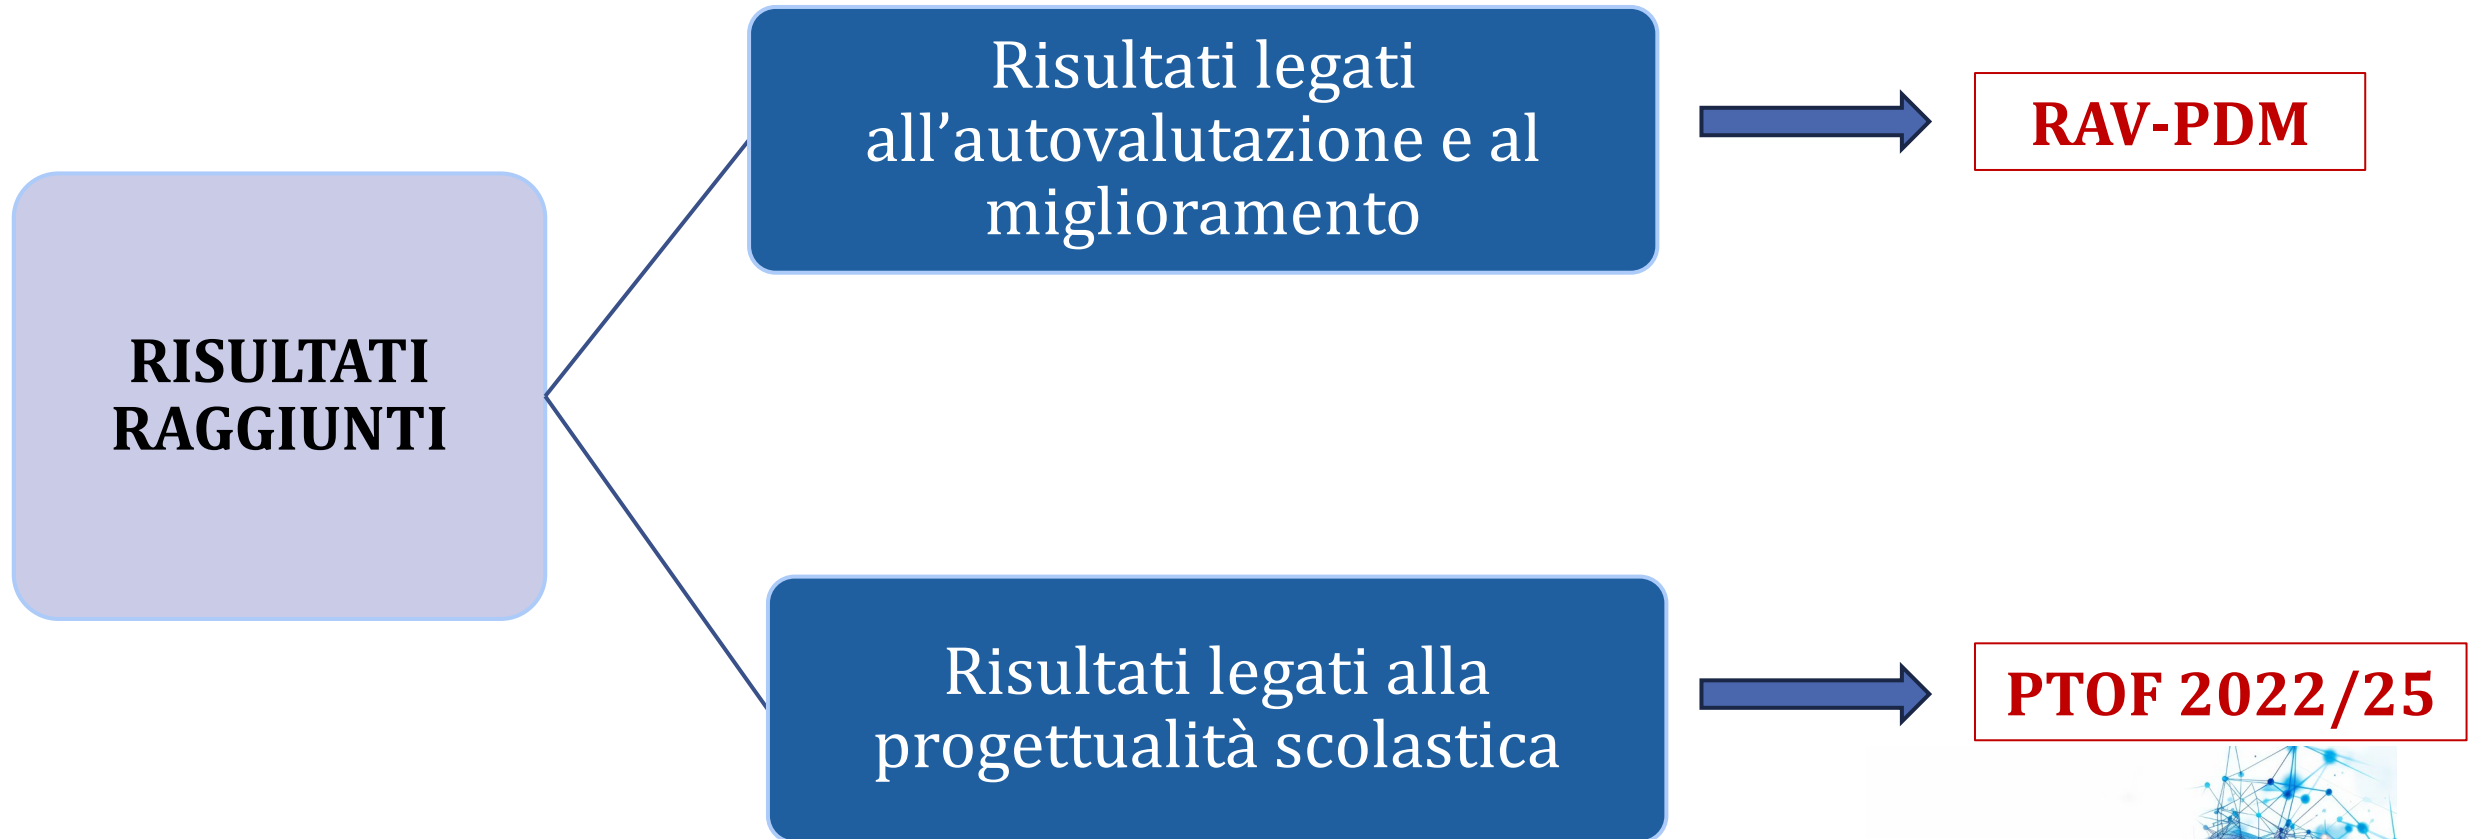 RISULTATI
RAGGIUNTI
Risultati legati
all’autovalutazione e al
miglioramento
RAV-PDM
Risultati legati alla
progettualità scolastica
PTOF 2022/25